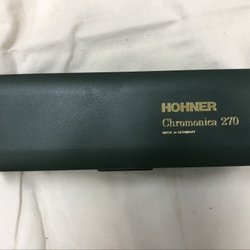 HOHNER
Chromonica 270
MADE IN GERMANY